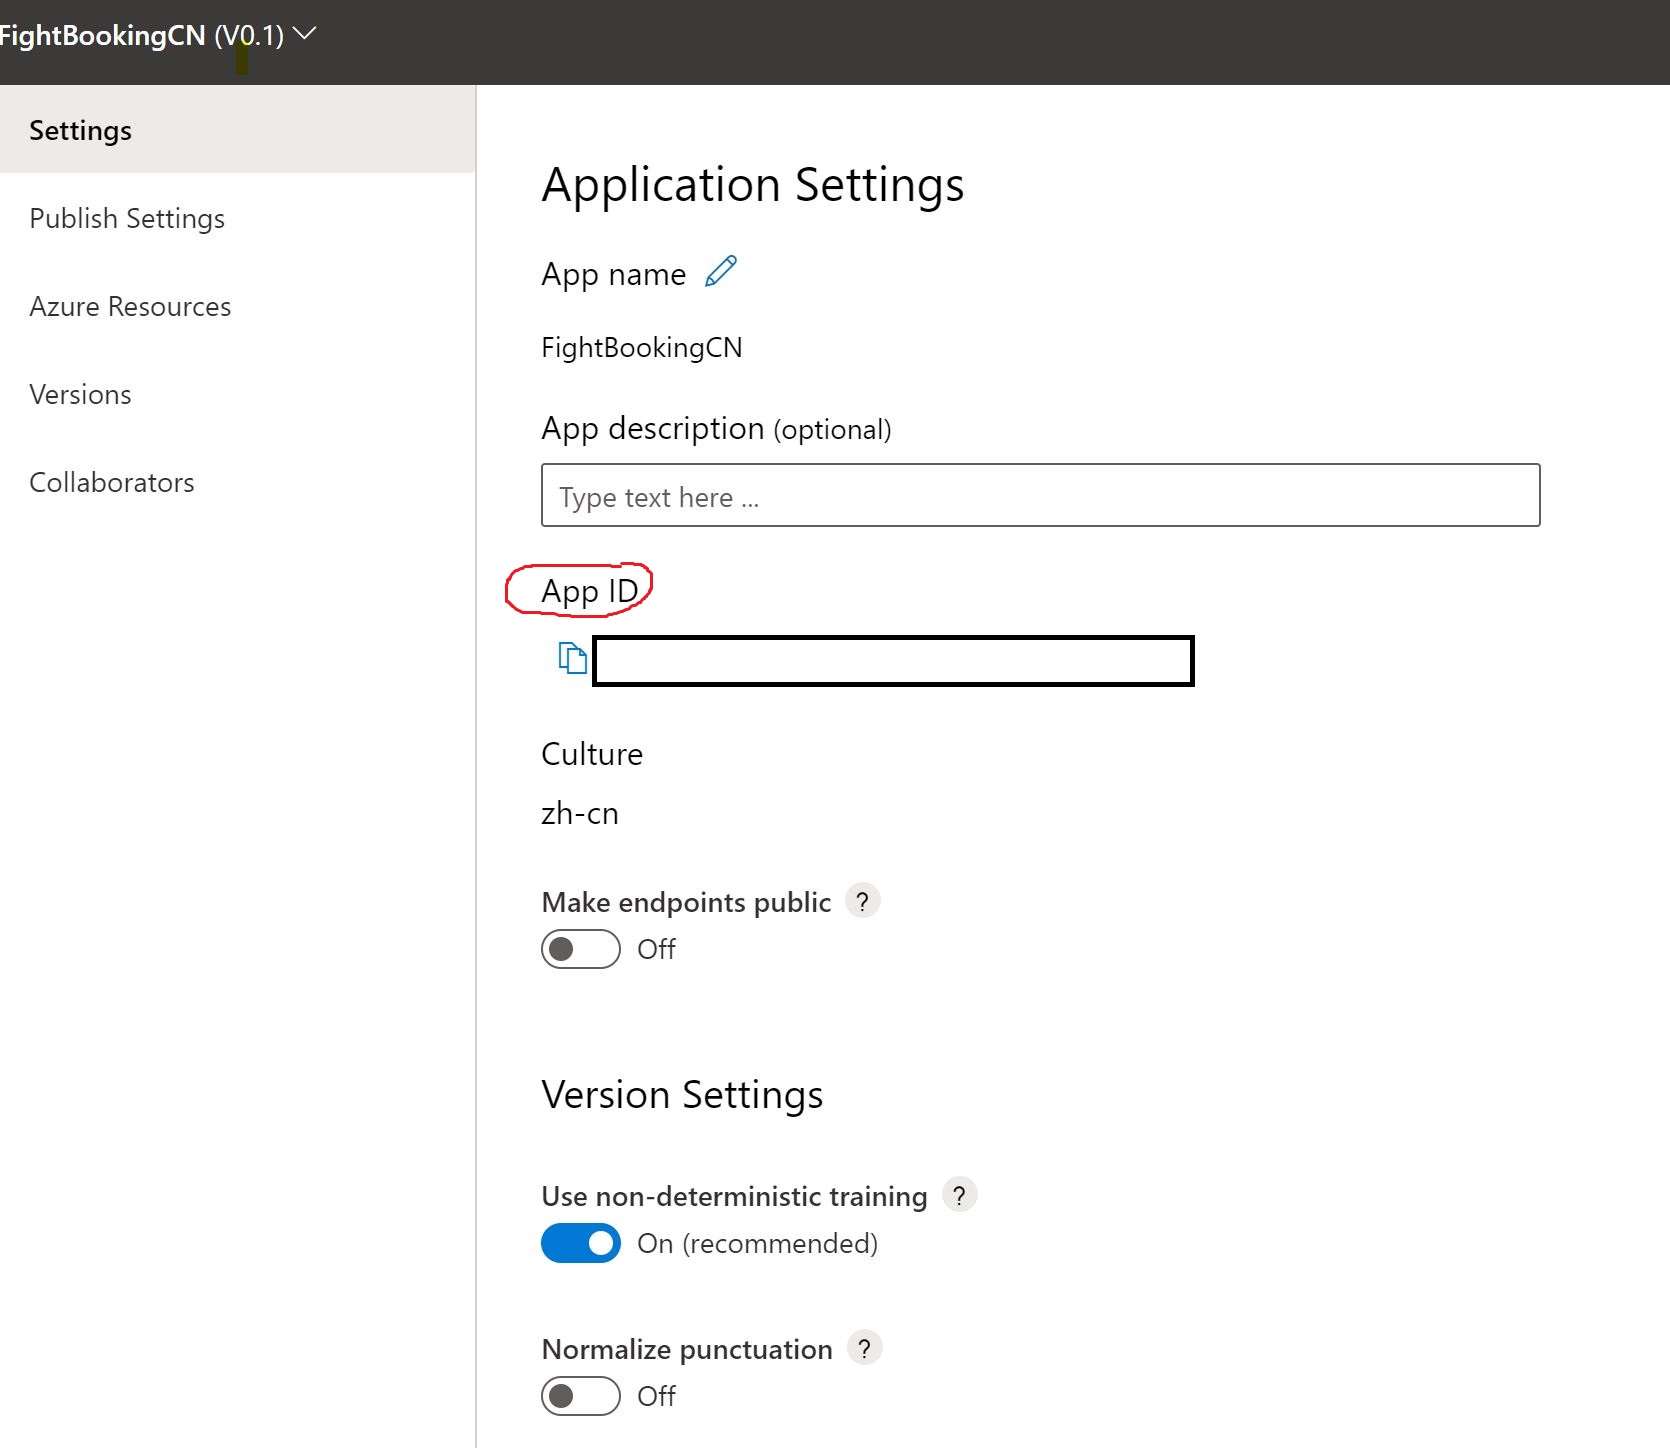 FightBookingCN (V0.1)
Settings
Publish Settings
Azure Resources
Versions
Collaborators
Application Settings
App name
FightBookingCN
App description (optional)
Type text here ...
App ID
Culture
zh-cn
Make endpoints public ?
Off
Version Settings
Use non-deterministic training ?
On (recommended)
Normalize punctuation ?
Off